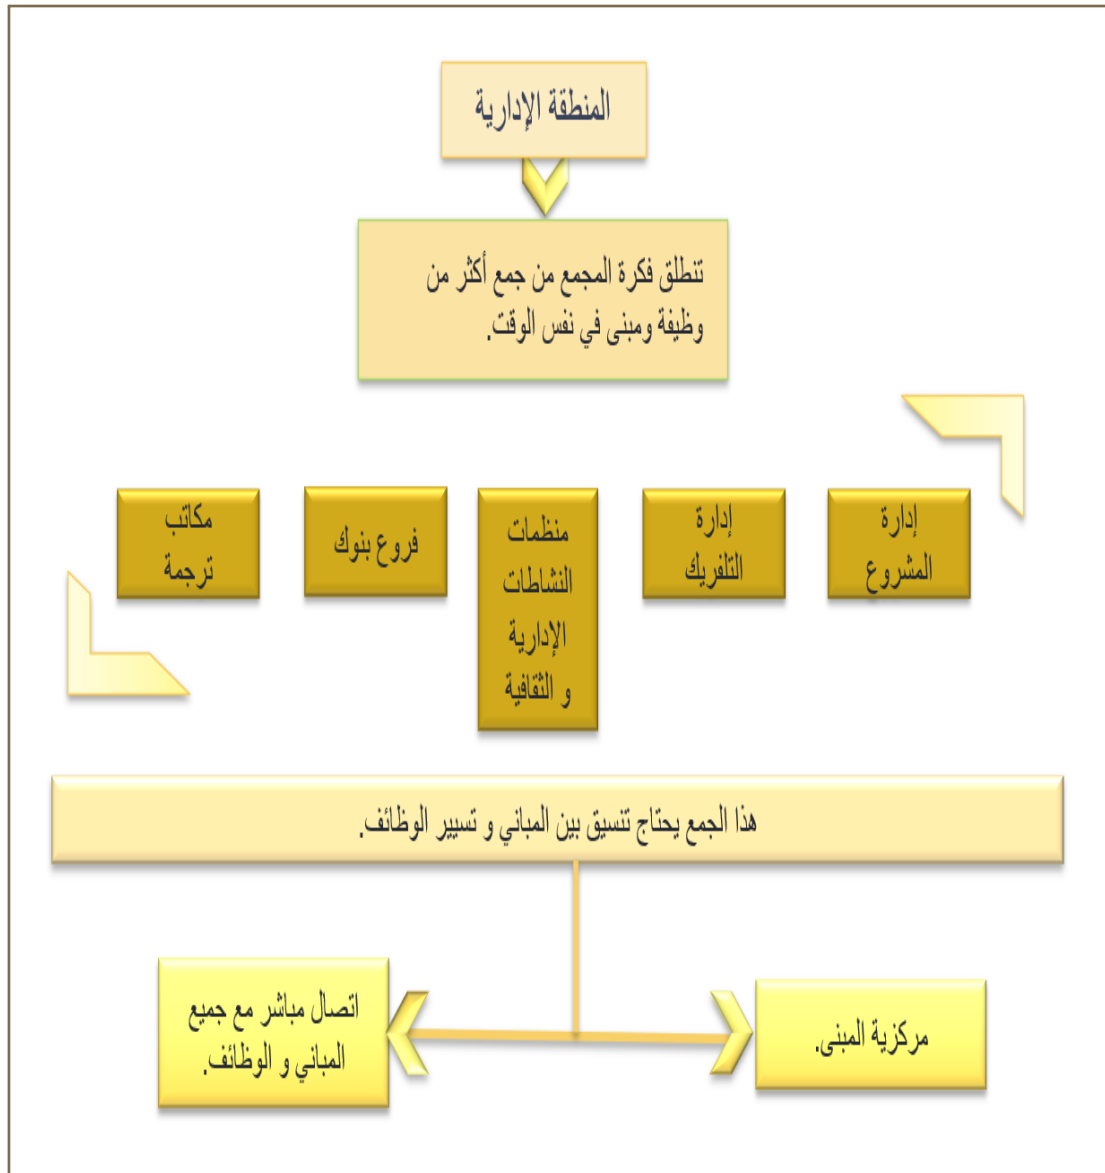 المنطقة الإدارية
تنطلق فكرة المجمع من جمع أكثر من
وظيفة ومبنى في نفس الوقت.
إدارة
المشروع
إدارة
التلفريك
منظمات
النشاطات
الإدارية
و الثقافية
فروع بنوك
مكاتب
ترجمة
هذا الجمع يحتاج تنسيق بين المباني و تسيير الوظائف.
مركزية المبنى.
اتصال مباشر مع جميع
المباني و الوظائف.